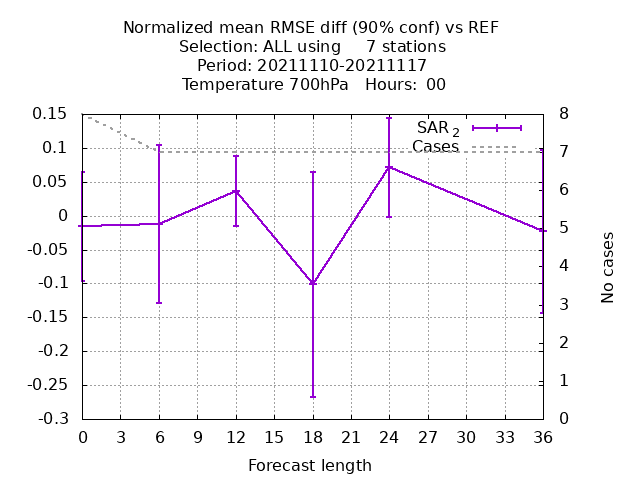 Normalized mean RMSE diff (90% conf) vs REF
Selection: ALL using     7 stations
Period: 20211110-20211117
Temperature 700hPa   Hours:  00
SAR 2
Cases
0.15
0.1
0.05
0
-0.05
-0.1
-0.15
-0.2
-0.25
-0.3
8
7
6
5
4
3
2
1
0
No cases
0 3 6 9 12 15 18 21 24 27 30 33 36
Forecast length